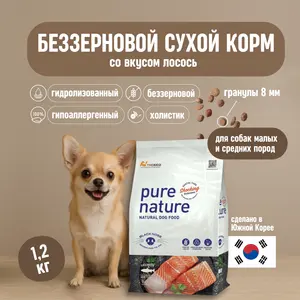 БЕЗЗЕРНОВОЙ СУХОЙ КОРМ
СО ВКУСОМ ЛОСОСЬ
гидролизованный
беззерновой
гранулы 8 мм
100%
гипоаллергенный
холистик
для собак малых
и средних пород
pure
nature
NATURAL DOG FOOD
сделано в
Южной Корее
1,2
кг